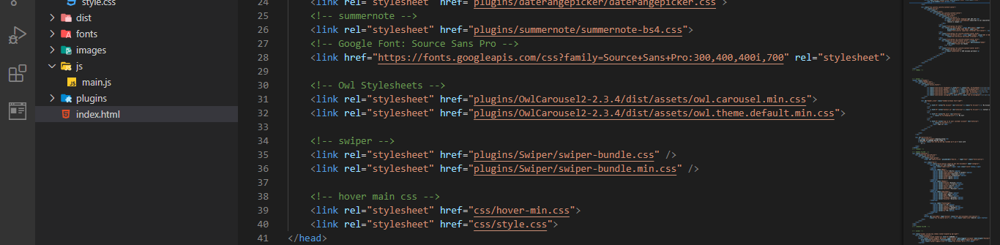 style.css
dist
fonts
images
js
main.js
plugins
index.html
24 <link rel="stylesheet" href="plugins/daterangepicker/daterangepicker.css">
25 <!-- summernote -->
26 <link rel="stylesheet" href="plugins/summernote/summernote-bs4.css">
27 <!-- Google Font: Source Sans Pro -->
28 <link href="https://fonts.googleapis.com/css?family=Source+Sans+Pro:300,400,400i,700" rel="stylesheet">
29
30 <!-- Owl Stylesheets -->
31 <link rel="stylesheet" href="plugins/OwlCarousel2-2.3.4/dist/assets/owl.carousel.min.css">
32 <link rel="stylesheet" href="plugins/OwlCarousel2-2.3.4/dist/assets/owl.theme.default.min.css">
33
34 <!-- swiper -->
35 <link rel="stylesheet" href="plugins/Swiper/swiper-bundle.css" />
36 <link rel="stylesheet" href="plugins/Swiper/swiper-bundle.min.css" />
37
38 <!-- hover main css -->
39 <link rel="stylesheet" href="css/hover-min.css">
40 <link rel="stylesheet" href="css/style.css">
41 </head>